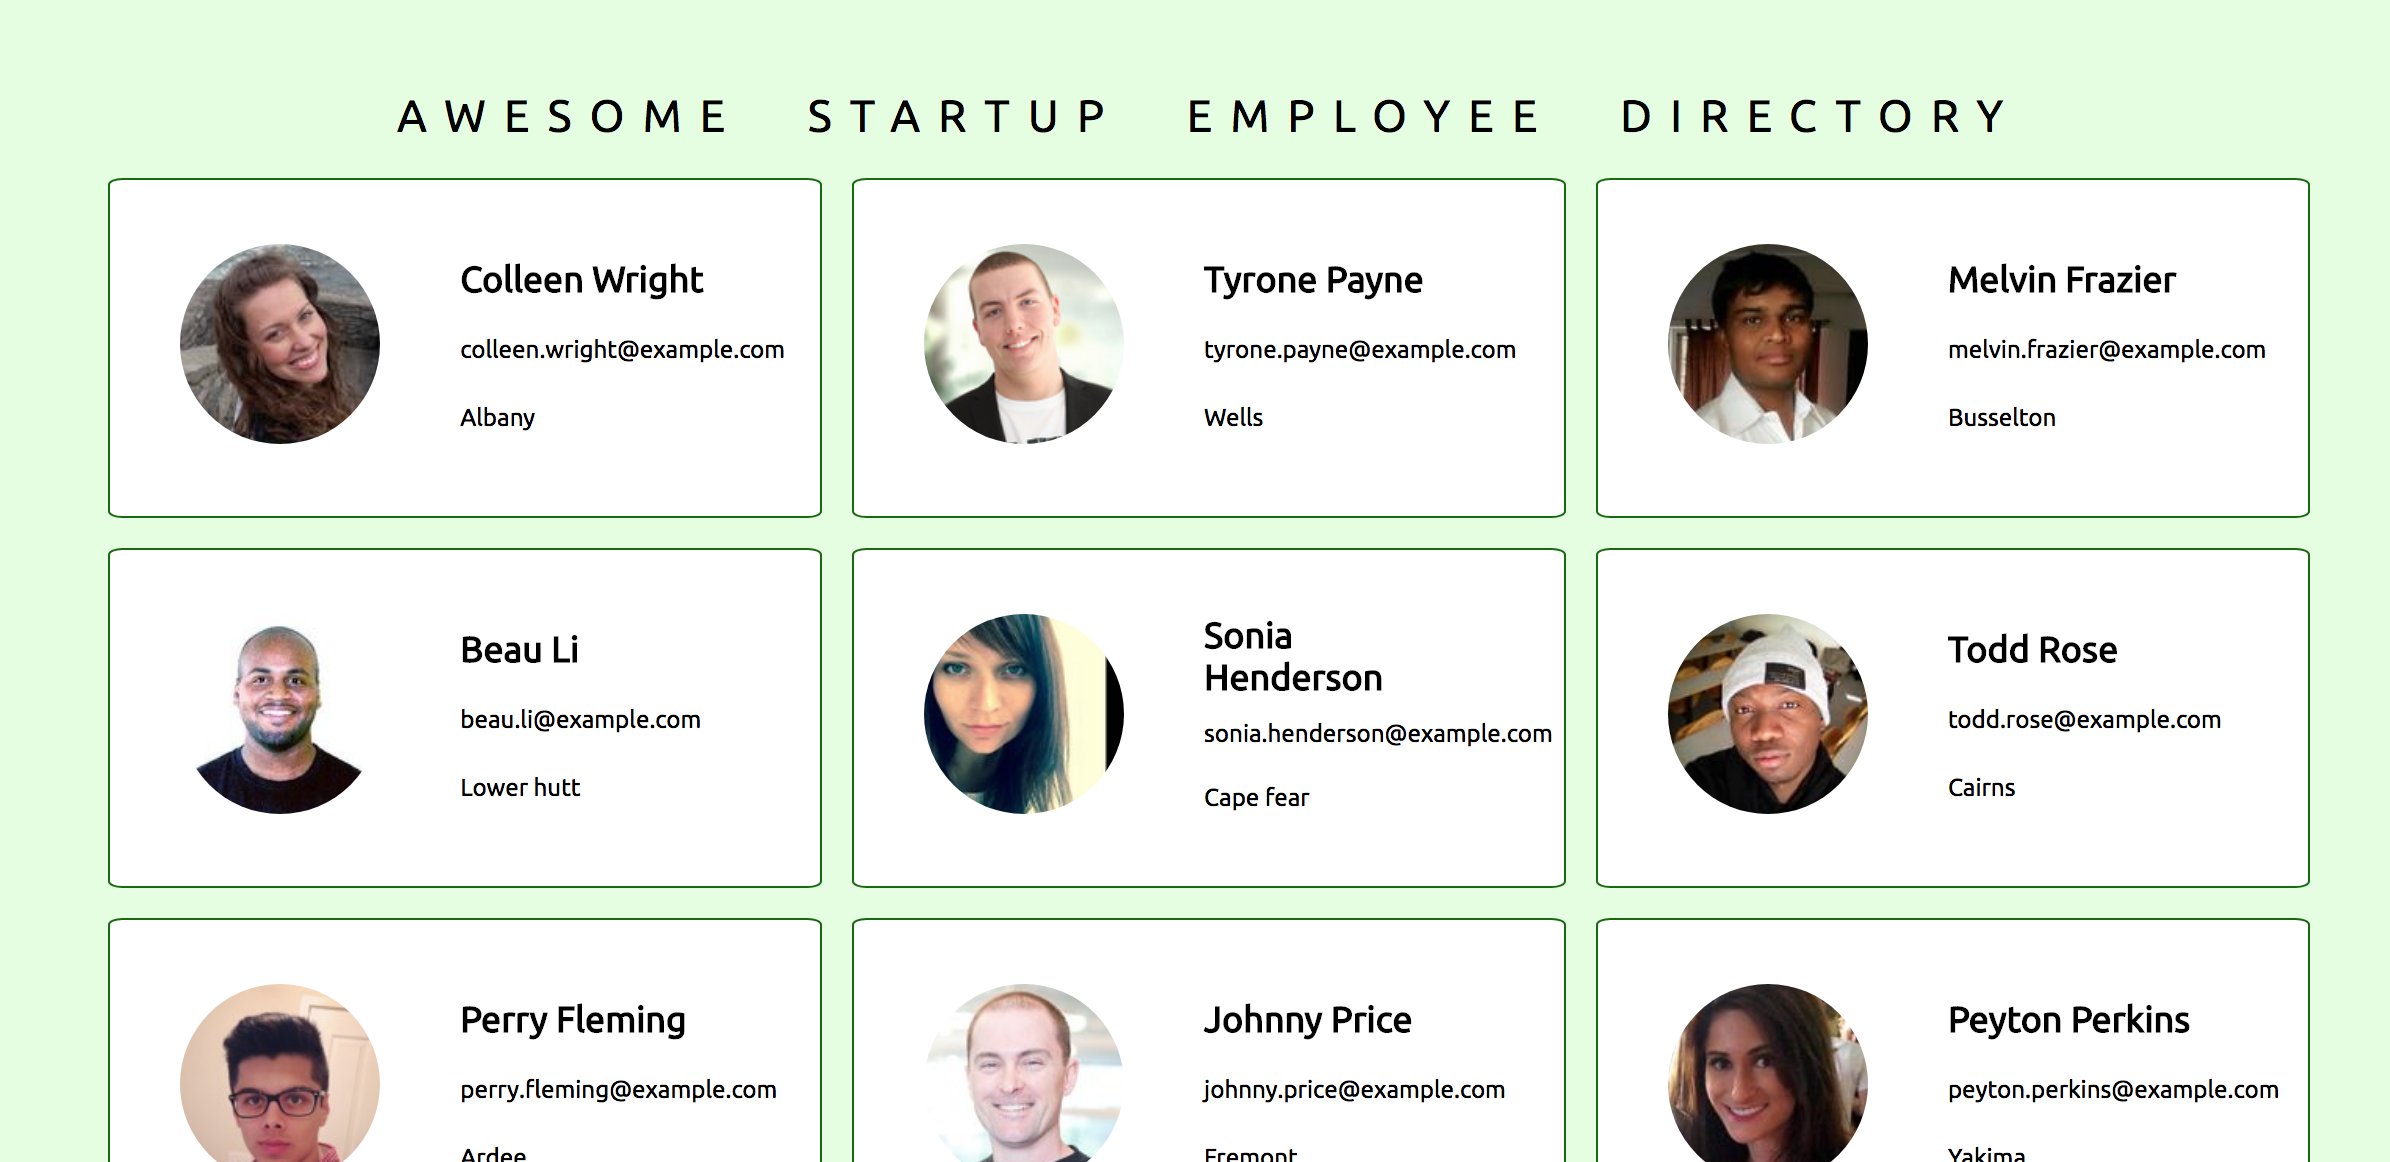 AWESOME STARTUP EMPLOYEE DIRECTORY
Colleen Wright
colleen.wright@example.com
Albany
Tyrone Payne
tyrone.payne@example.com
Wells
Melvin Frazier
melvin.frazier@example.com
Busselton
Beau Li
beau.li@example.com
Lower hutt
Sonia
Henderson
sonia.henderson@example.com
Cape fear
Todd Rose
todd.rose@example.com
Cairns
Perry Fleming
perry.fleming@example.com
Ardee
Johnny Price
johnny.price@example.com
Fremont
Peyton Perkins
peyton.perkins@example.com
Yakima